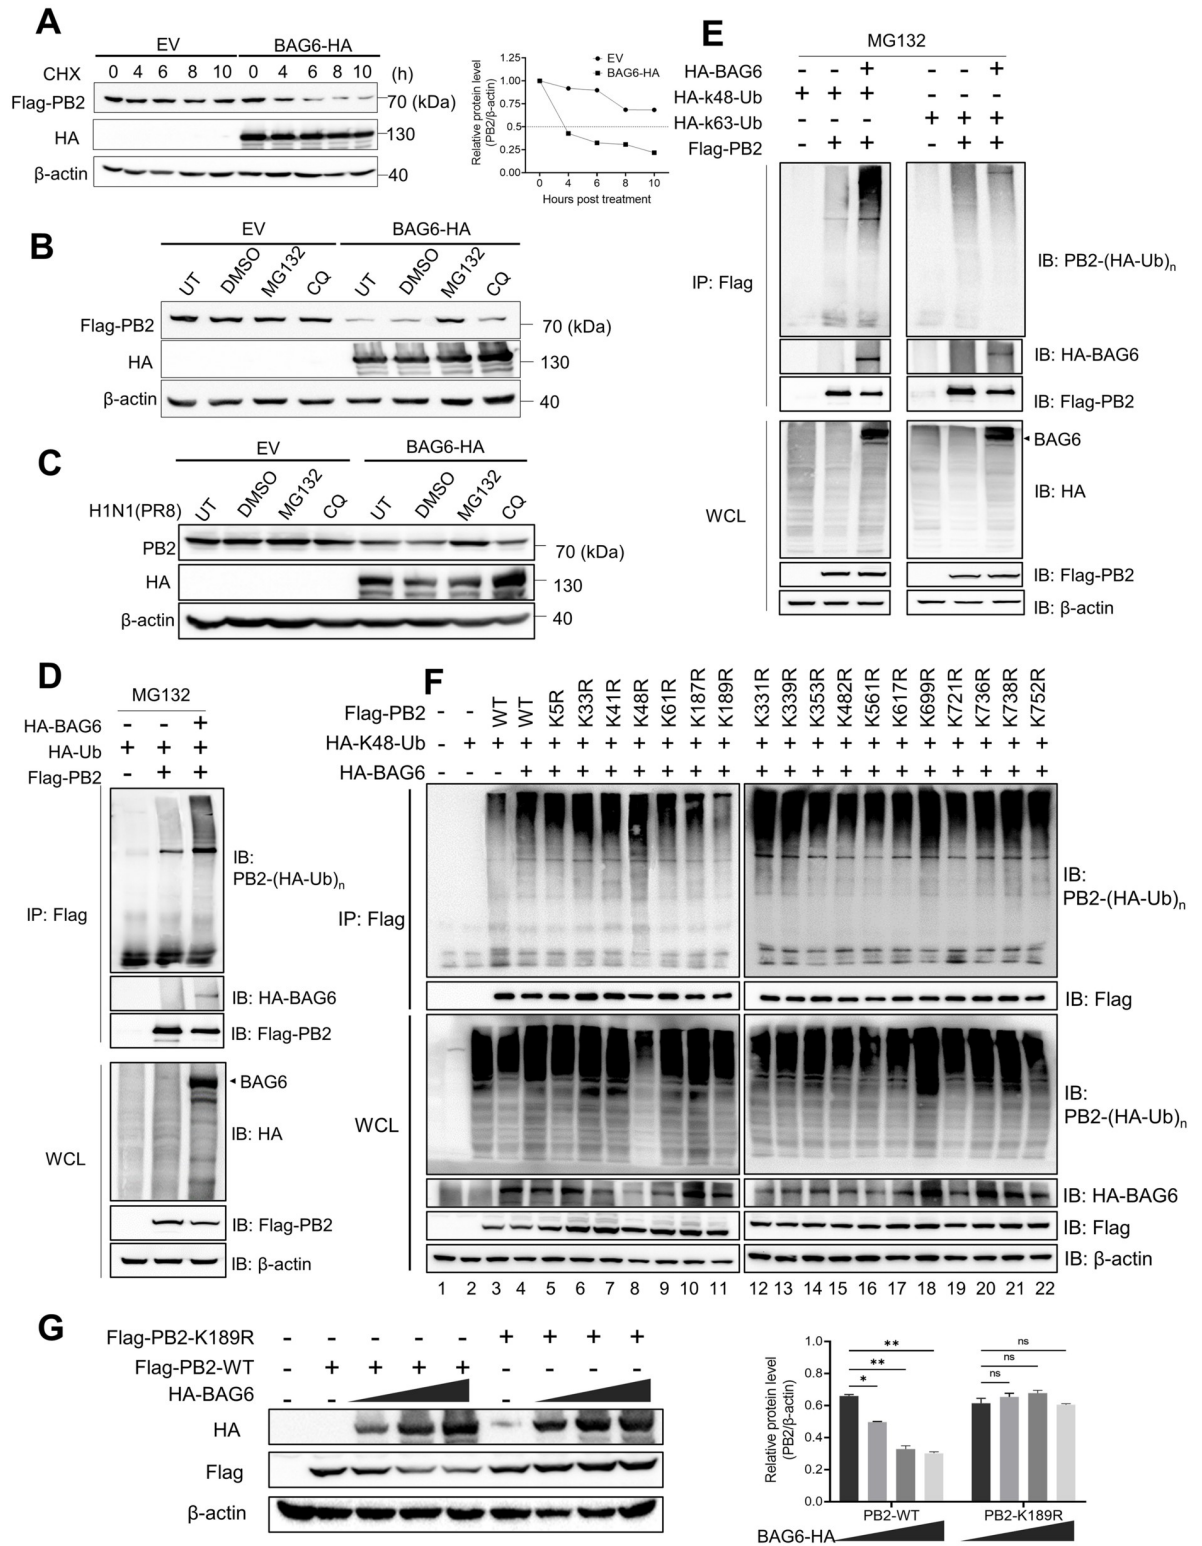 A
EV BAG6-HA
CHX 0 4 6 8 10 0 4 6 8 10 (h)
Flag-PB2 70 (kDa)
HA 130
β-actin 40
Relative protein level
(PB2/β-actin)
1.25
1.00
0.75
0.5
0.25
0.00
EV
BAG6-HA
0 4 6 8 10
Hours post treatment
B
EV BAG6-HA
UT DMSO MG132 CQ UT DMSO MG132 CQ
Flag-PB2 70 (kDa)
HA 130
β-actin 40
C
EV BAG6-HA
H1N1(PR8) UT DMSO MG132 CQ UT DMSO MG132 CQ
PB2 70 (kDa)
HA 130
β-actin 40
D
MG132
HA-BAG6 - - +
HA-Ub + + +
Flag-PB2 - + +
IP: Flag
IB:
PB2-(HA-Ub)n
IB: HA-BAG6
IB: Flag-PB2
WCL
BAG6
IB: HA
IB: Flag-PB2
IB: β-actin
E
MG132
HA-BAG6 - - + - - +
HA-k48-Ub + + + - - -
HA-k63-Ub - - - + + +
Flag-PB2 - + + - + +
IP: Flag
IB: PB2-(HA-Ub)n
IB: HA-BAG6
IB: Flag-PB2
WCL
BAG6
IB: HA
IB: Flag-PB2
IB: β-actin
F
Flag-PB2 - - WT WT K5R K33R K41R K48R K61R K187R K189R K331R K339R K353R K482R K561R K617R K699R K721R K736R K738R K752R
HA-K48-Ub - + + + + + + + + + + + + + + + + + + + + +
HA-BAG6 - - - + + + + + + + + + + + + + + + + + + +
IP: Flag
IB:
PB2-(HA-Ub)n
IB: Flag
WCL
IB:
PB2-(HA-Ub)n
IB: HA-BAG6
IB: Flag
IB: β-actin
1 2 3 4 5 6 7 8 9 10 11 12 13 14 15 16 17 18 19 20 21 22
G
Flag-PB2-K189R - - - - - + + + +
Flag-PB2-WT - + + + + - - - -
HA-BAG6 - - -
HA
Flag
β-actin
Relative protein level
(PB2/β-actin)
1.0
0.8
0.6
0.4
0.2
0.0
**
**
*
ns
ns
ns
PB2-WT PB2-K189R
BAG6-HA